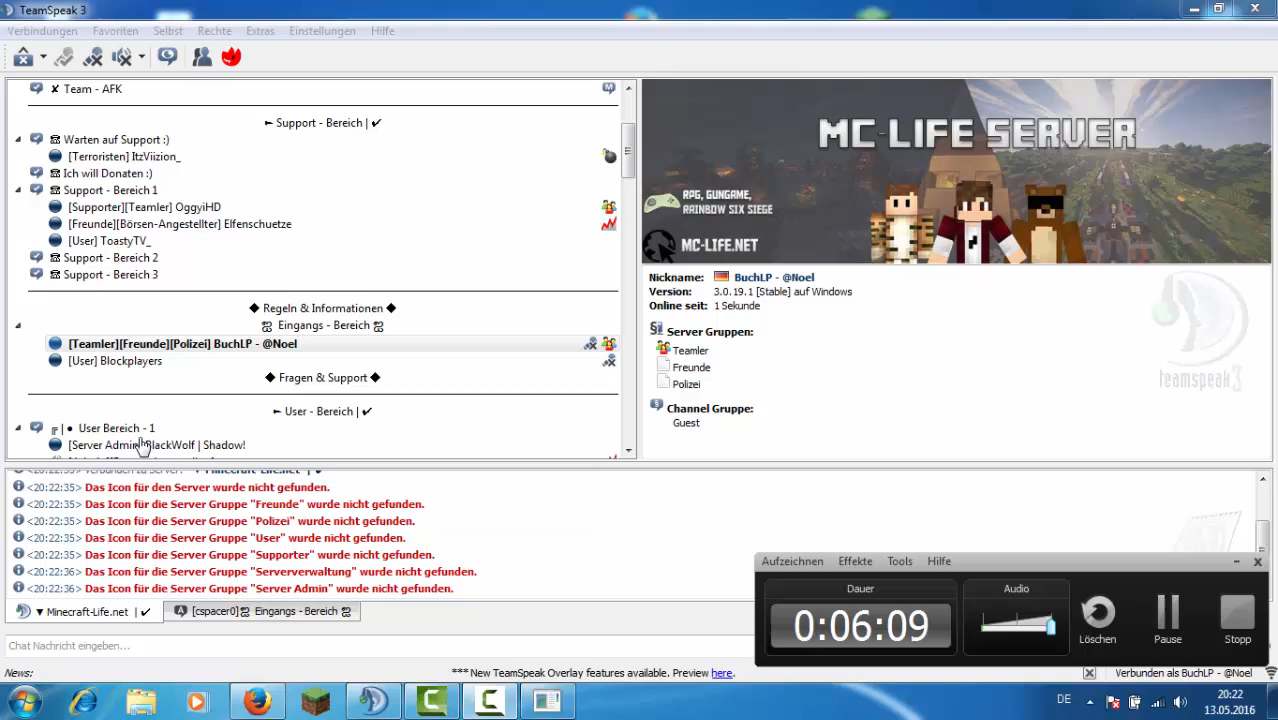 TeamSpeak 3
Verbindungen Favoriten Selbst Rechte Extras Einstellungen Hilfe
✘ Team - AFK
► Support - Bereich | ✔
Warten auf Support :)
[Terroristen] ItzViizion_
Ich will Donaten :)
Support - Bereich 1
[Supporter][Teamler] OggyiHD
[Freunde][Börsen-Angestellter] Elfenschuetze
[User] ToastyTV_
Support - Bereich 2
Support - Bereich 3
◆ Regeln & Informationen ◆
Eingangs - Bereich
[Teamler][Freunde][Polizei] BuchLP - @Noel
[User] Blockplayers
◆ Fragen & Support ◆
► User - Bereich | ✔
╔ | ● User Bereich - 1
[Server Admin] BlackWolf | Shadow!
MC-LIFE SERVER
RPG, GUNGAME,
RAINBOW SIX SIEGE
MC-LIFE.NET
Nickname: BuchLP - @Noel
Version: 3.0.19.1 [Stable] auf Windows
Online seit: 1 Sekunde
Server Gruppen:
Teamler
Freunde
Polizei
Channel Gruppe:
Guest
teamspeak 3
<20:22:35> Verbunden zu Server: "▼ Minecraft-Life.net | ✔"
<20:22:35> Das Icon für den Server wurde nicht gefunden.
<20:22:35> Das Icon für die Server Gruppe "Freunde" wurde nicht gefunden.
<20:22:35> Das Icon für die Server Gruppe "Polizei" wurde nicht gefunden.
<20:22:35> Das Icon für die Server Gruppe "User" wurde nicht gefunden.
<20:22:35> Das Icon für die Server Gruppe "Supporter" wurde nicht gefunden.
<20:22:36> Das Icon für die Server Gruppe "Serververwaltung" wurde nicht gefunden.
<20:22:36> Das Icon für die Server Gruppe "Server Admin" wurde nicht gefunden.
▼ Minecraft-Life.net | ✔ [cspacer0] Eingangs - Bereich
Chat Nachricht eingeben...
News: *** New TeamSpeak Overlay features available. Preview here.
Verbunden als BuchLP - @Noel
Aufzeichnen Effekte Tools Hilfe
Dauer
0:06:09
Audio
Löschen Pause Stopp
DE
20:22
13.05.2016